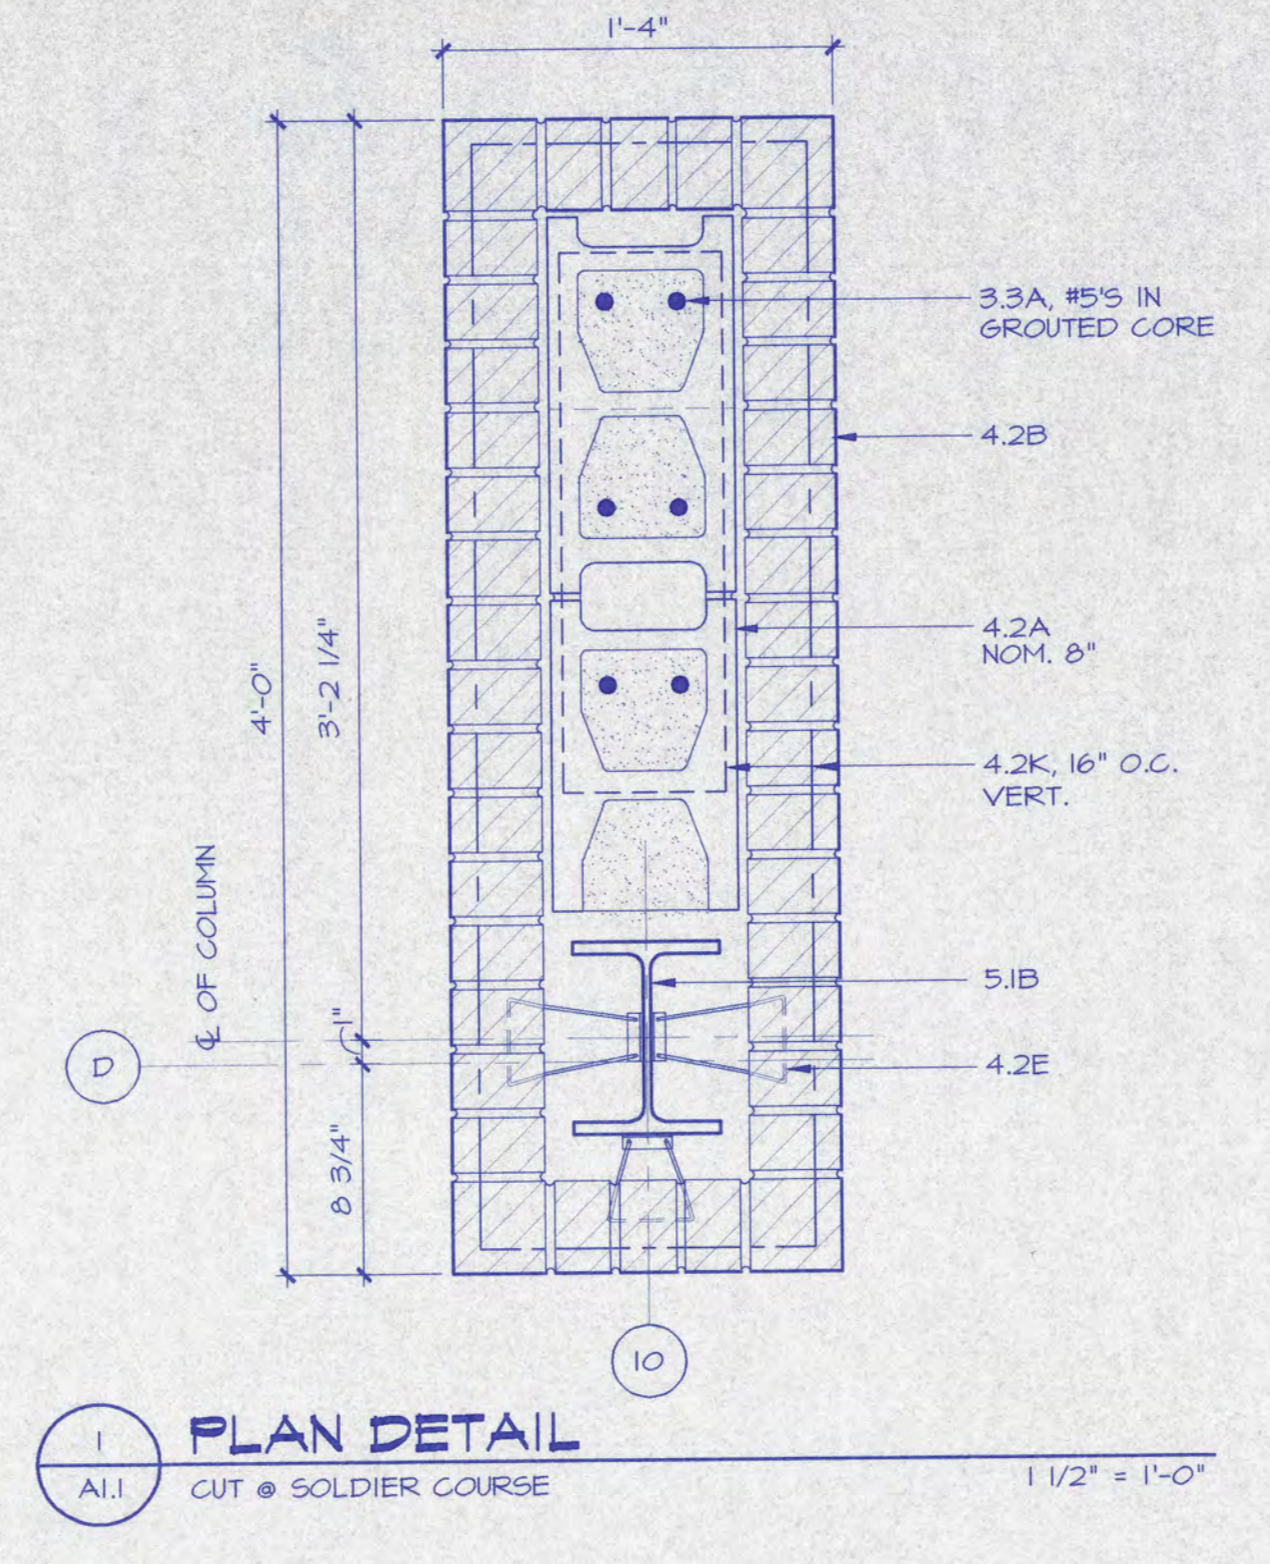 1'-4"
3.3A, #5'S IN
GROUTED CORE
4.2B
4'-0"
3'-2 1/4"
4.2A
NOM. 8"
4.2K, 16" O.C.
VERT.
℄ OF COLUMN
5.1B
1"
D
4.2E
8 3/4"
10
1
A1.1
PLAN DETAIL
CUT @ SOLDIER COURSE
1 1/2" = 1'-0"